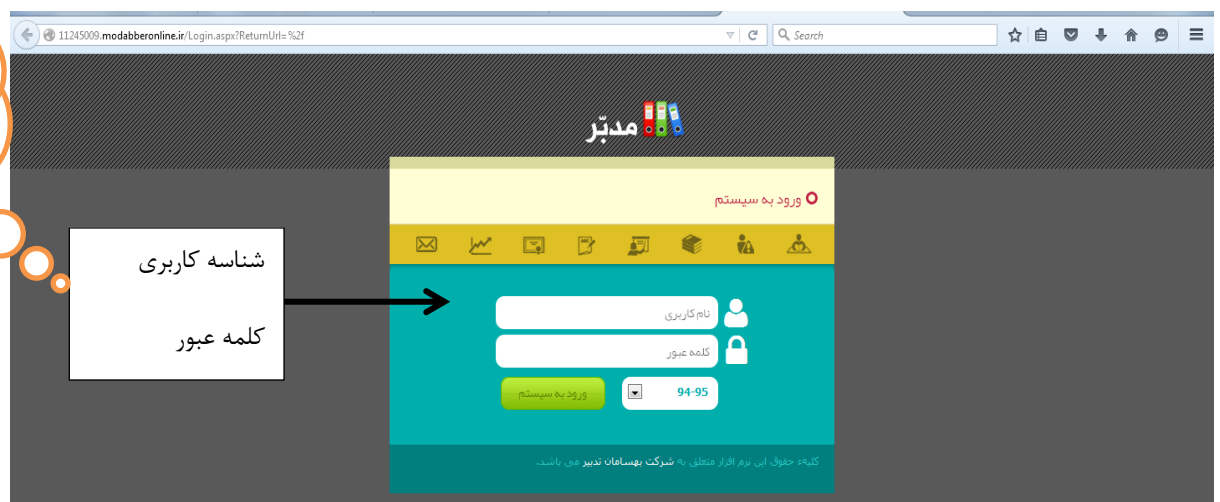 11245009.modabberonline.ir/Login.aspx?ReturnUrl=%2f
Search
مدبّر
ورود به سیستم
شناسه کاربری
کلمه عبور
نام کاربری
کلمه عبور
94-95
ورود به سیستم
کلیهء حقوق این نرم افزار متعلق به شرکت بهسامان تدبیر می باشد.